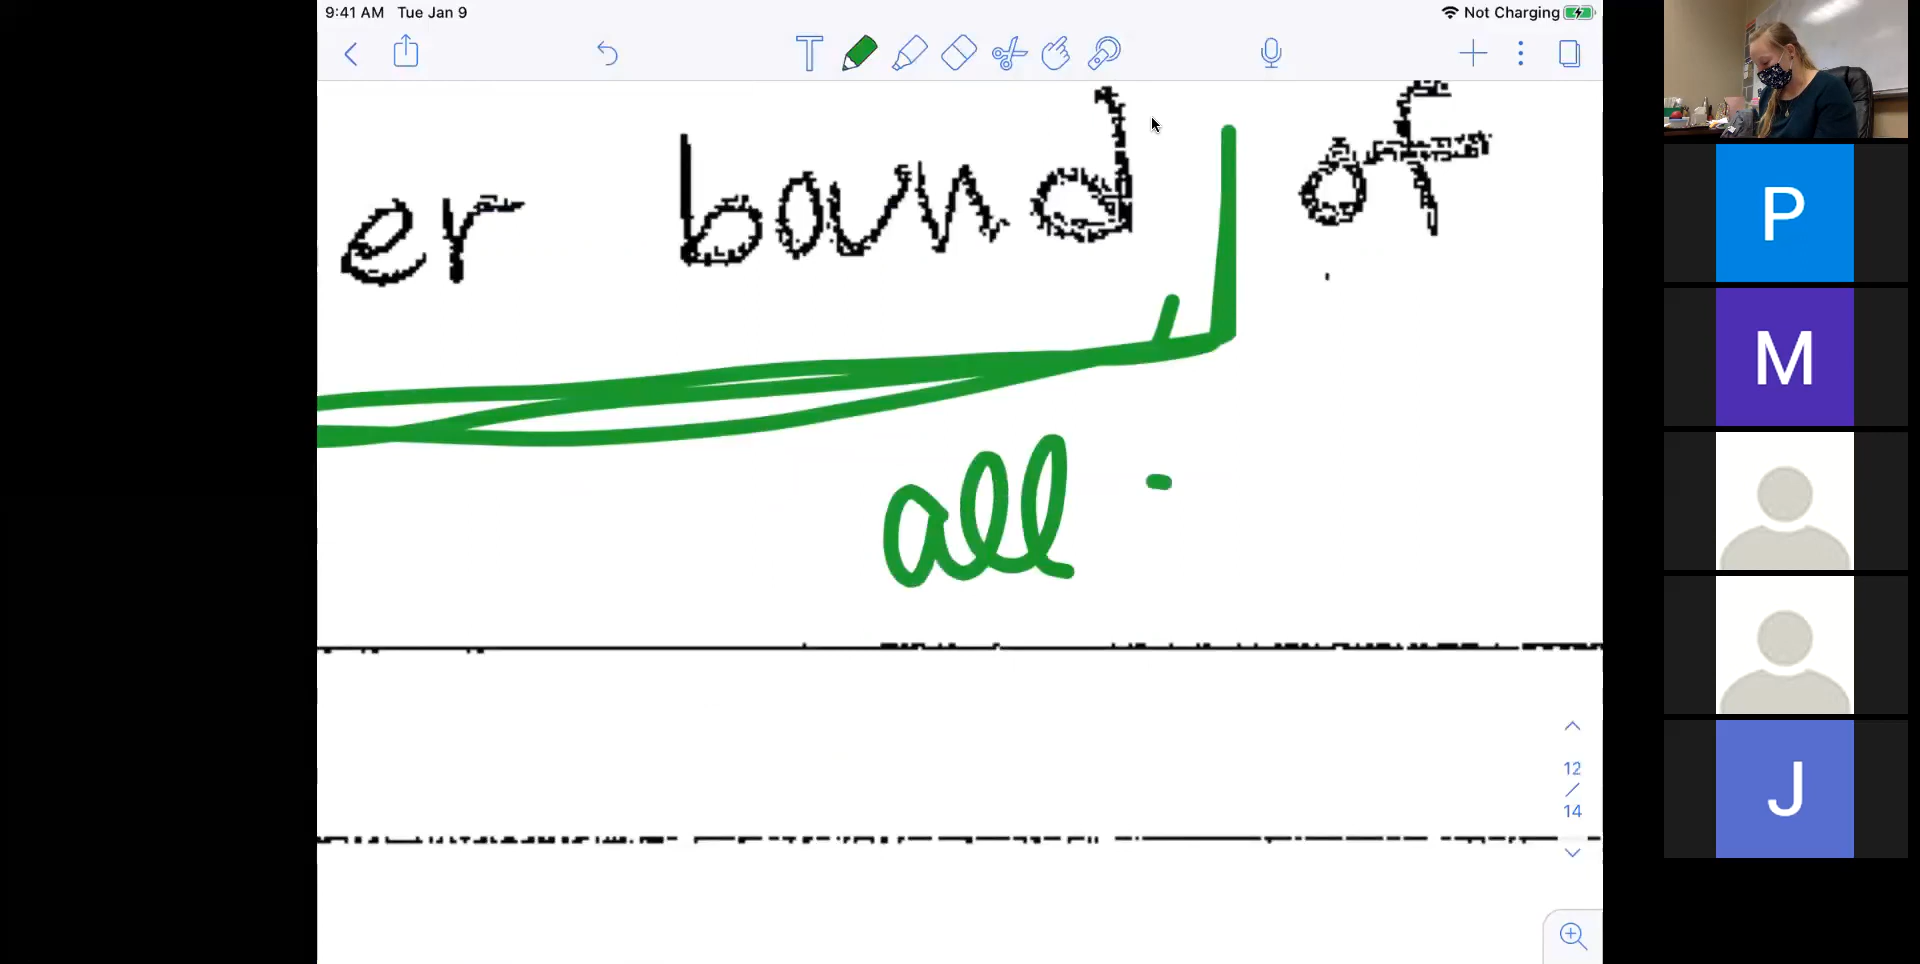 9:41 AM Tue Jan 9
Not Charging
T
er bound of
all
12
/
14
P
M
J